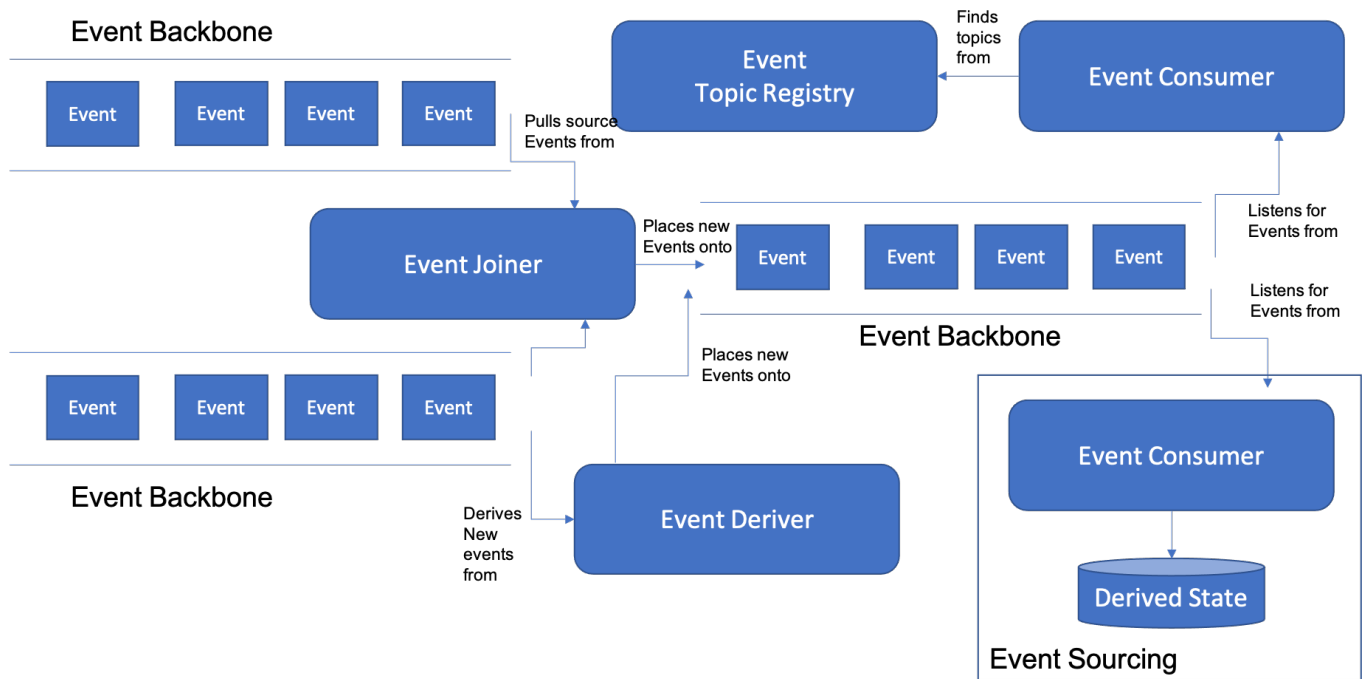 Event Backbone
Event
Event
Event
Event
Pulls source
Events from
Event
Topic Registry
Finds
topics
from
Event Consumer
Event Joiner
Places new
Events onto
Event
Event
Event
Event
Event Backbone
Listens for
Events from
Listens for
Events from
Event
Event
Event
Event
Event Backbone
Places new
Events onto
Derives
New
events
from
Event Deriver
Event Consumer
Derived State
Event Sourcing